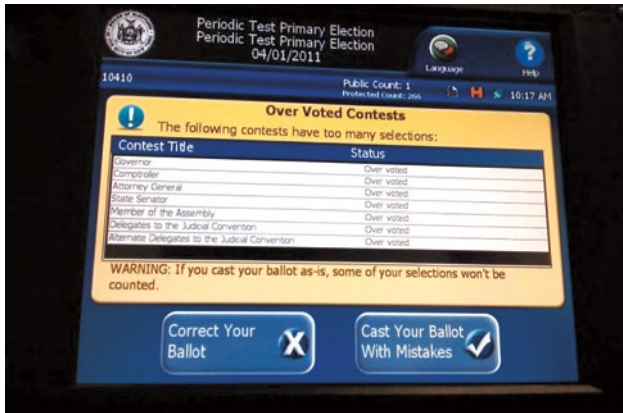 Periodic Test Primary Election
Periodic Test Primary Election
04/01/2011
Language
Help
10410
Public Count: 1
Protected Count: 266
10:17 AM
Over Voted Contests
The following contests have too many selections:
Contest Title Status
Governor Over voted
Comptroller Over voted
Attorney General Over voted
State Senator Over voted
Member of the Assembly Over voted
Delegates to the Judicial Convention Over voted
Alternate Delegates to the Judicial Convention Over voted
WARNING: If you cast your ballot as-is, some of your selections won't be
counted.
Correct Your
Ballot
Cast Your Ballot
With Mistakes